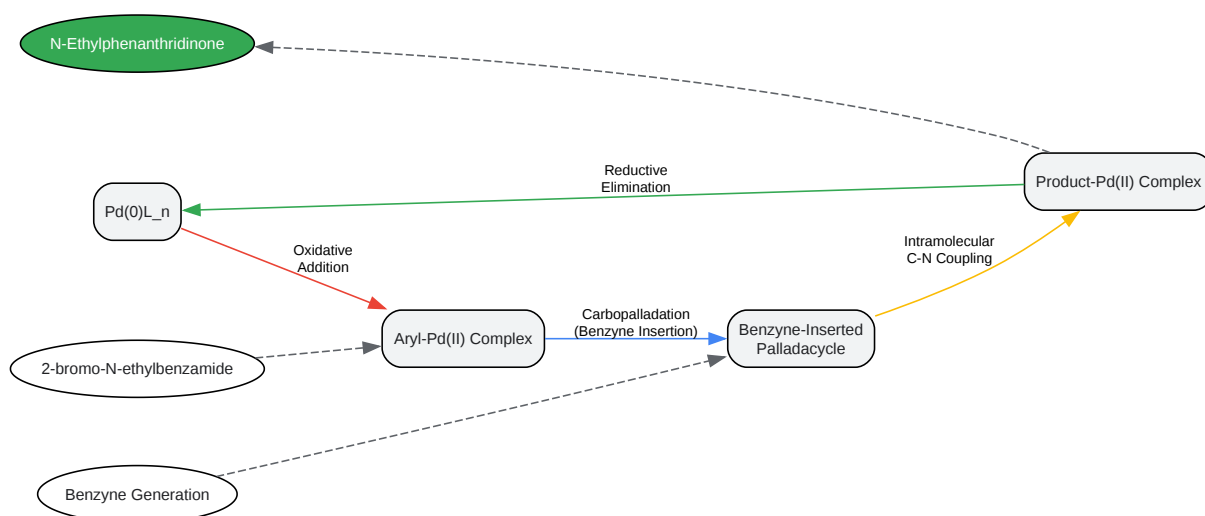 N-Ethylphenanthridinone
Reductive
Elimination
Product-Pd(II) Complex
Pd(0)L_n
Oxidative
Addition
Intramolecular
C-N Coupling
Aryl-Pd(II) Complex
Carbopalladation
(Benzyne Insertion)
Benzyne-Inserted
Palladacycle
2-bromo-N-ethylbenzamide
Benzyne Generation